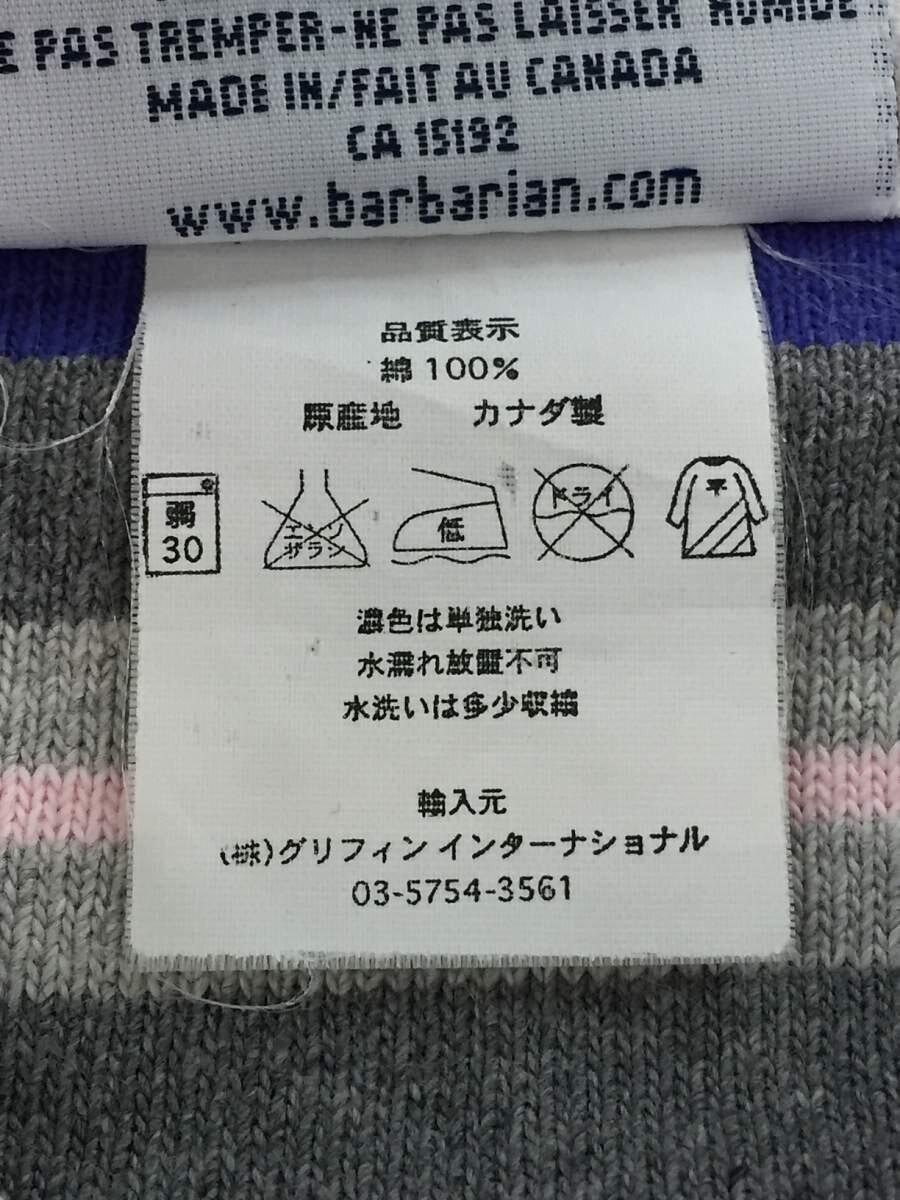 PAS TREMPER-NE PAS LAISSER HUMIDE
MADE IN/FAIT AU CANADA
CA 15192
www.barbarian.com
品質表示
綿 100%
原産地 カナダ製
弱
30
エンソ
サラシ
低
ドライ
平
濃色は単独洗い
水濡れ放置不可
水洗いは多少収縮
輸入元
(株)グリフィン インターナショナル
03-5754-3561